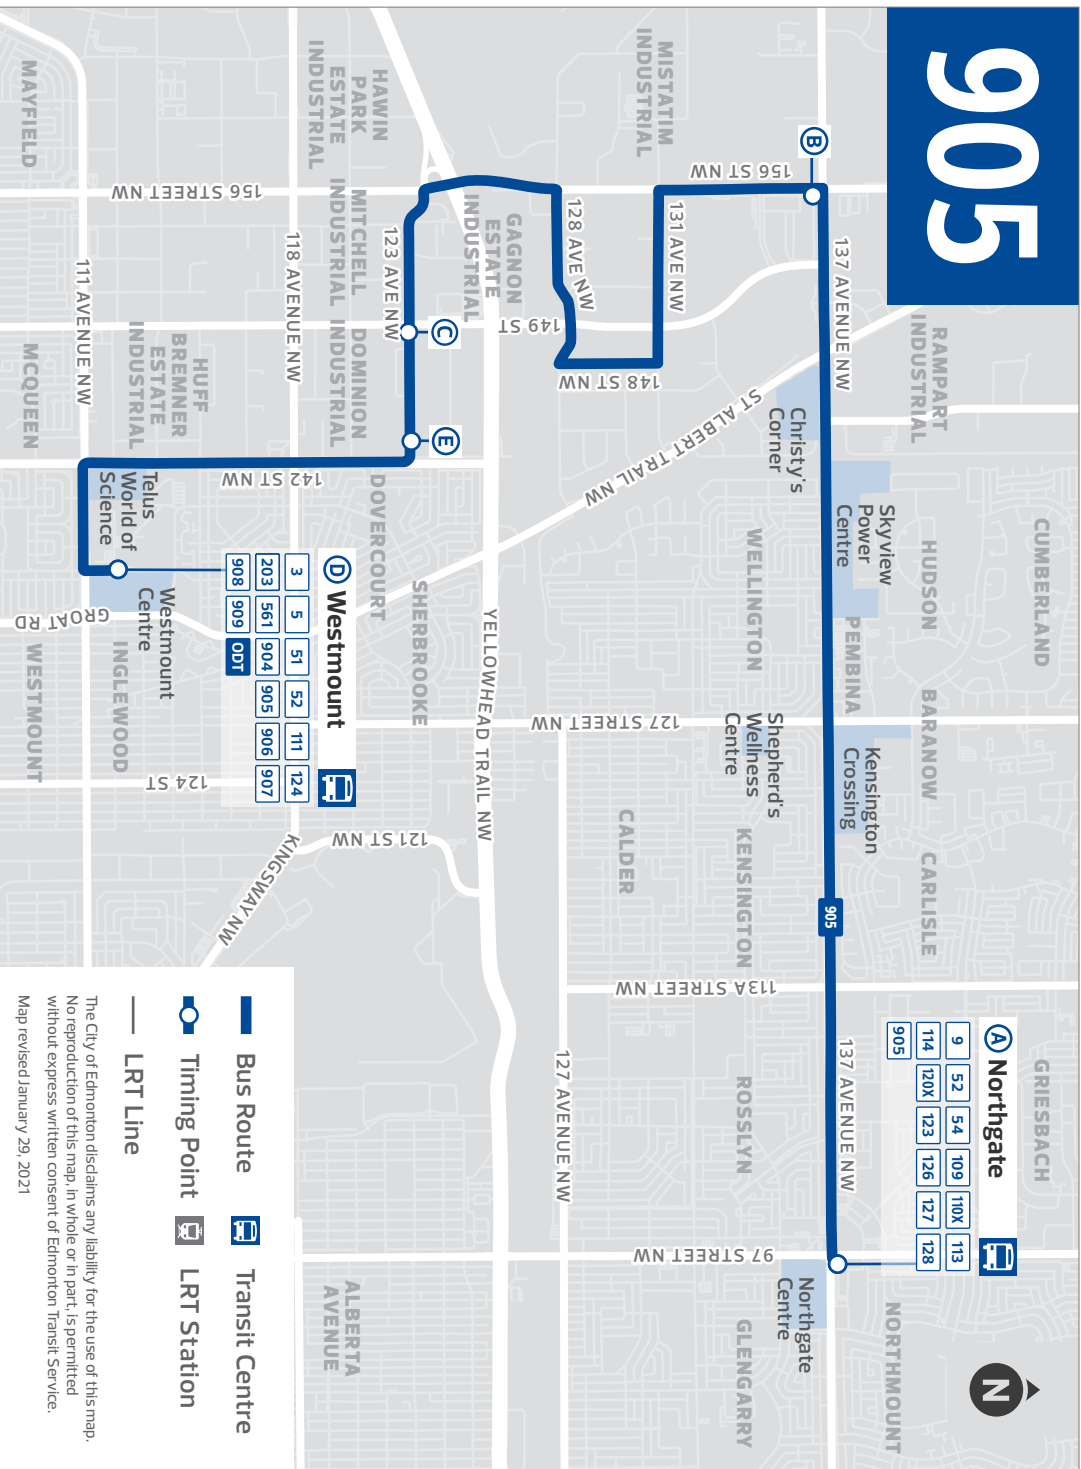 905
B
156 ST NW
137 AVENUE NW
MISTATIM
INDUSTRIAL
131 AVE NW
128 AVE NW
148 ST NW
149 ST
HAWIN
PARK
ESTATE
INDUSTRIAL
GAGNON
ESTATE
INDUSTRIAL
156 STREET NW
MITCHELL
INDUSTRIAL
123 AVE NW
118 AVENUE NW
111 AVENUE NW
MAYFIELD
MCQUEEN
HUFF
BREMNER
ESTATE
INDUSTRIAL
DOMINION
INDUSTRIAL
C
E
142 ST NW
Telus
World of
Science
RAMPART
INDUSTRIAL
Christy's
Corner
ST ALBERT TRAIL NW
Skyview
Power
Centre
CUMBERLAND
HUDSON
PEMBINA
WELLINGTON
DOVERCOURT
SHERBROOKE
YELLOWHEAD TRAIL NW
D Westmount
3 5 51 52 111 124
203 561 904 905 906 907
908 909 ODT
Westmount
Centre
GROAT RD
WESTMOUNT
INGLEWOOD
124 ST
127 STREET NW
Shepherd's
Wellness
Centre
Kensington
Crossing
BARANOW
CARLISLE
CALDER
KENSINGTON
905
121 ST NW
KINGSWAY NW
113A STREET NW
A Northgate
9 52 54 109 110X 113
114 120X 123 126 127 128
905
GRIESBACH
137 AVENUE NW
ROSSLYN
127 AVENUE NW
97 STREET NW
Northgate
Centre
GLENGARRY
NORTHMOUNT
ALBERTA
AVENUE
N
Bus Route
Transit Centre
Timing Point
LRT Station
LRT Line
The City of Edmonton disclaims any liability for the use of this map.
No reproduction of this map, in whole or in part, is permitted
without express written consent of Edmonton Transit Service.
Map revised January 29, 2021